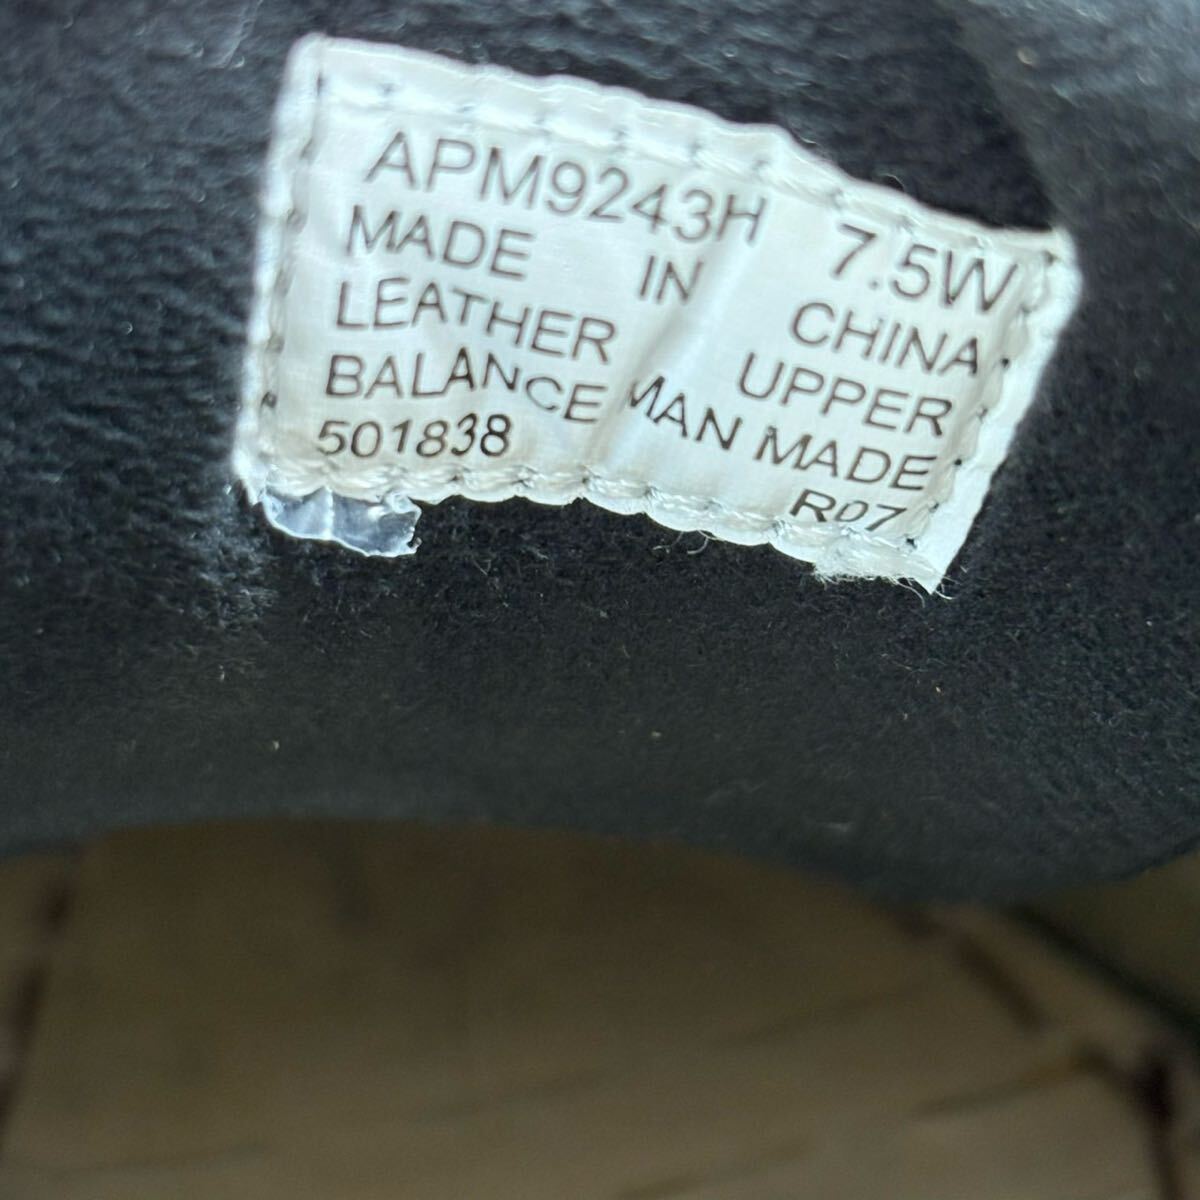 APM9243H 7.5W
MADE IN CHINA
LEATHER UPPER
BALANCE MAN MADE
501838 R07